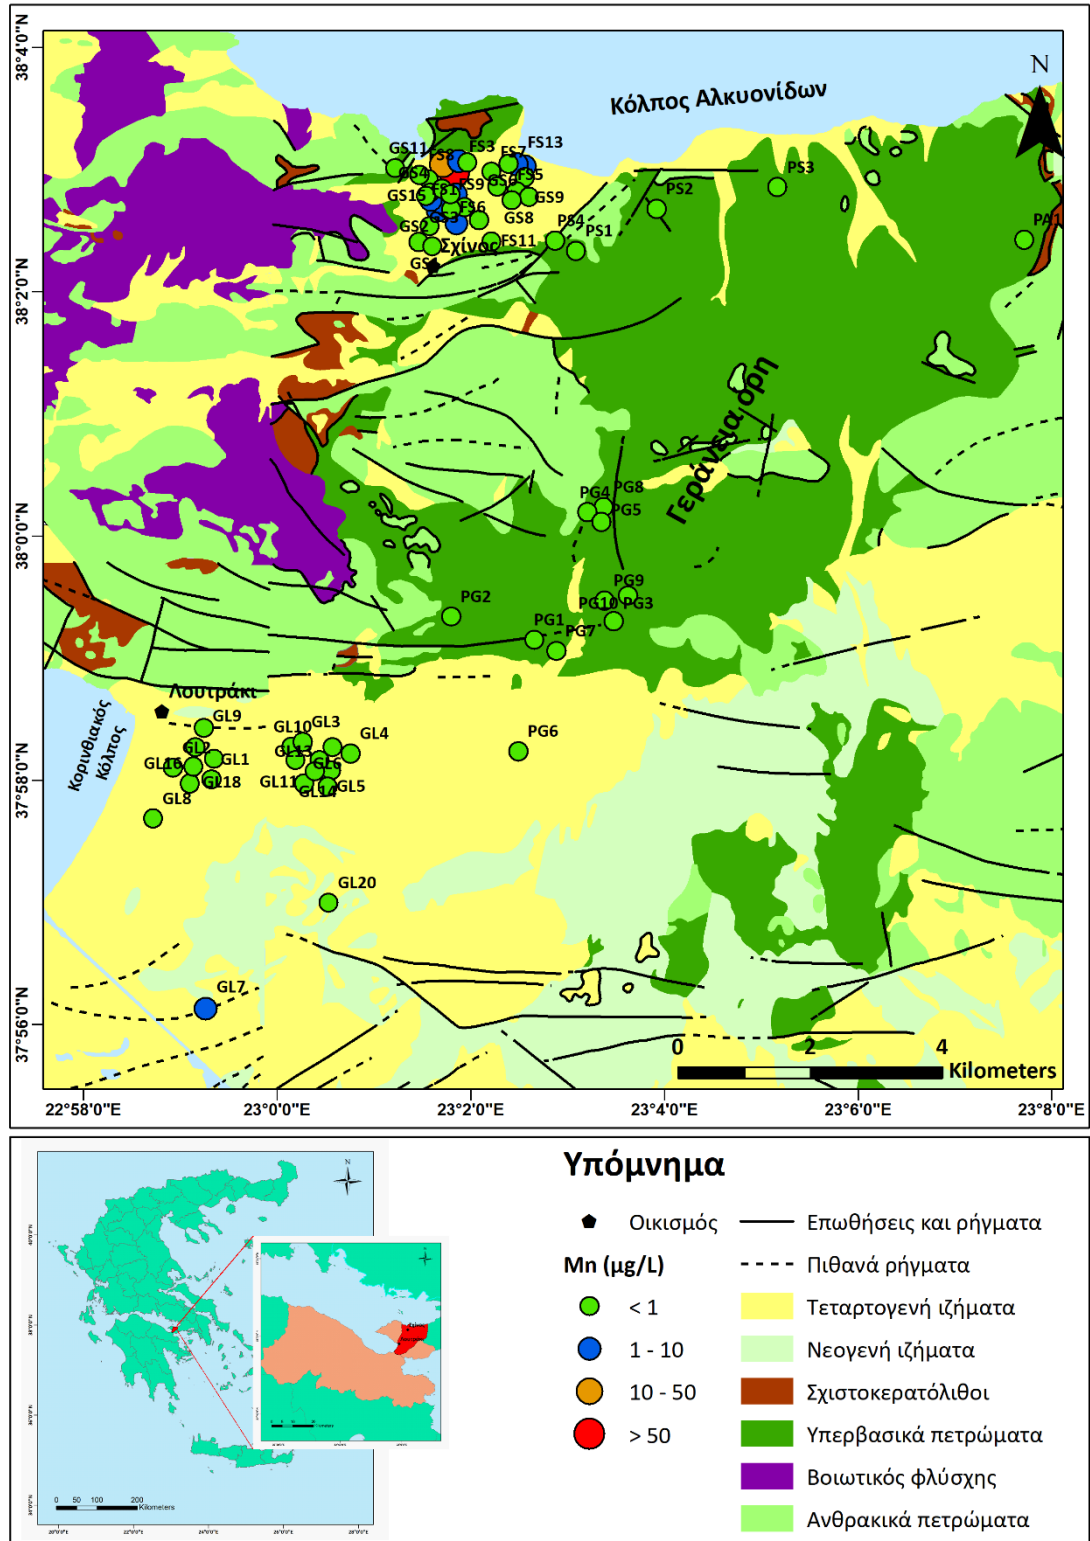 38°4'0"N
Κόλπος Αλκυονίδων
N
GS11
FS8
FS3
FS7
FS13
GS4
GS15
FS1
FS9
GS6
FS5
GS9
PS3
PS2
GS2
GS3
FS6
GS8
PS4
PS1
PA1
Σχίνος
FS11
GS1
38°2'0"N
Γεράνεια όρη
PG4
PG8
PG5
38°0'0"N
PG9
PG2
PG10
PG3
PG1
PG7
Λουτράκι
Κορινθιακός
Κόλπος
GL9
GL10
GL3
GL4
PG6
GL2
GL1
GL13
GL6
GL16
GL18
GL11
GL14
GL5
37°58'0"N
GL8
GL20
GL7
37°56'0"N
0 2 4
Kilometers
22°58'0"E 23°0'0"E 23°2'0"E 23°4'0"E 23°6'0"E 23°8'0"E
Υπόμνημα
Οικισμός
Επωθήσεις και ρήγματα
Mn (μg/L)
Πιθανά ρήγματα
< 1
Τεταρτογενή ιζήματα
1 - 10
Νεογενή ιζήματα
10 - 50
Σχιστοκερατόλιθοι
> 50
Υπερβασικά πετρώματα
Βοιωτικός φλύσχης
Ανθρακικά πετρώματα
N
0 50 100 200
Kilometers